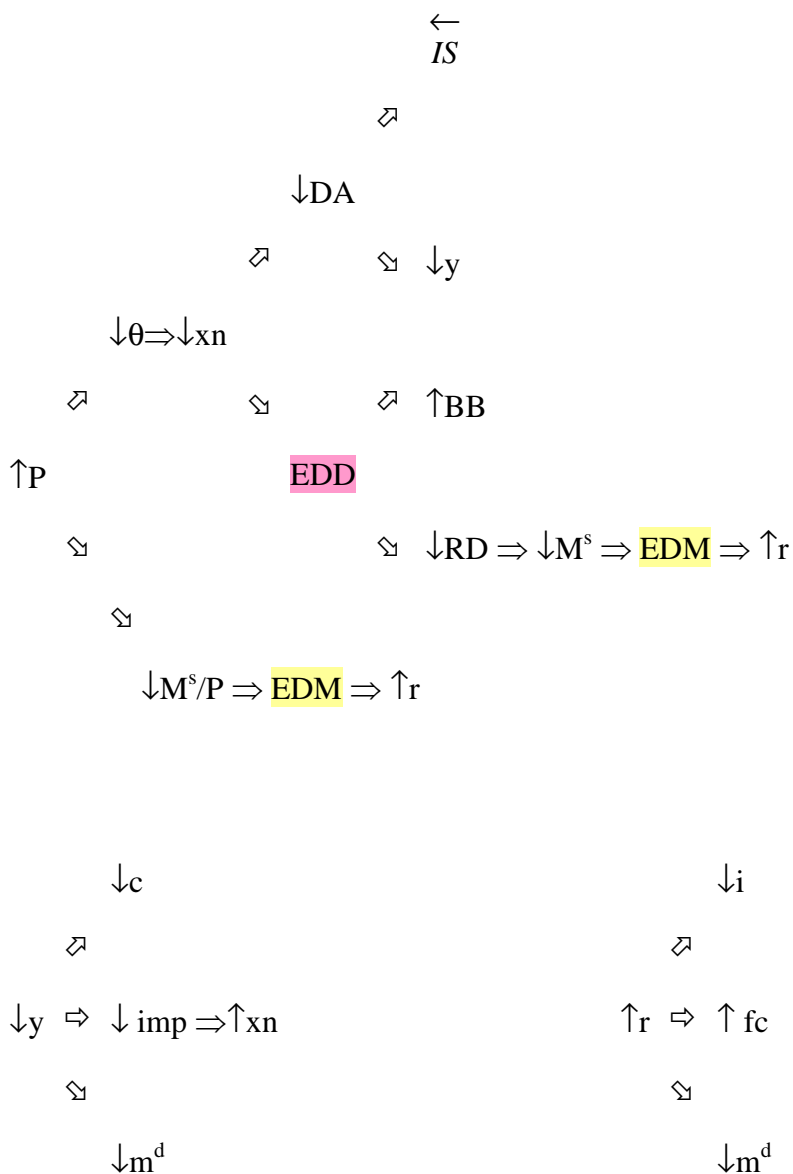 ←
IS
⬀
↓DA
⬀ ⬂ ↓y
↓θ⇒↓xn
⬀ ⬂ ⬀ ↑BB
↑P EDD
⬂ ⬂ ↓RD ⇒ ↓Mˢ ⇒ EDM ⇒ ↑r
⬂
↓Mˢ/P ⇒ EDM ⇒ ↑r
↓c ↓i
⬀ ⬀
↓y ⇨ ↓ imp ⇒↑xn ↑r ⇨ ↑ fc
⬂ ⬂
↓mᵈ ↓mᵈ